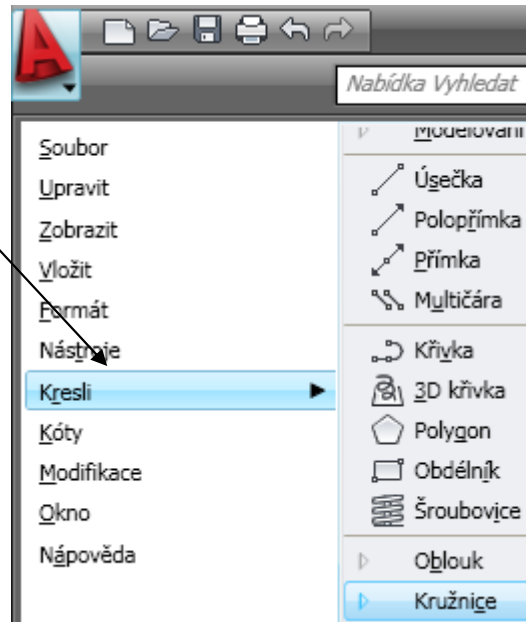 Nabídka Vyhledat
Soubor
Upravit
Zobrazit
Vložit
Formát
Nástroje
Kresli
Kóty
Modifikace
Okno
Nápověda
Modelování
Úsečka
Polopřímka
Přímka
Multičára
Křivka
3D křivka
Polygon
Obdélník
Šroubovice
Oblouk
Kružnice